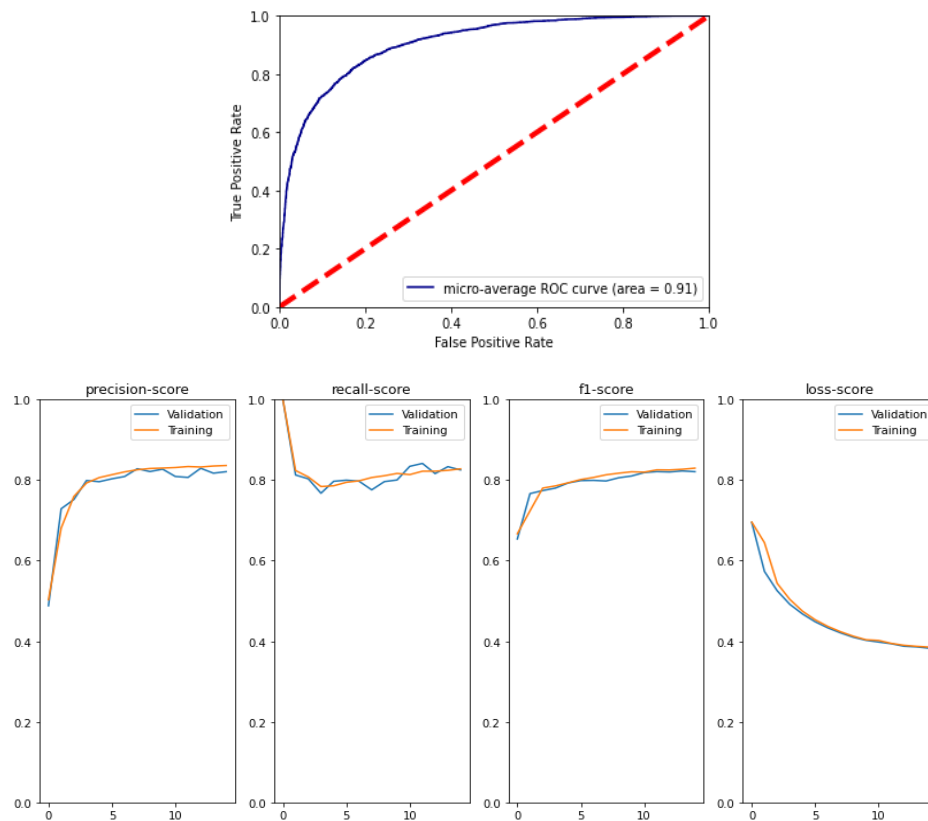 1.0
0.8
0.6
0.4
0.2
0.0
True Positive Rate
micro-average ROC curve (area = 0.91)
0.0 0.2 0.4 0.6 0.8 1.0
False Positive Rate
precision-score
1.0
0.8
0.6
0.4
0.2
0.0
Validation
Training
0 5 10
recall-score
1.0
0.8
0.6
0.4
0.2
0.0
Validation
Training
0 5 10
f1-score
1.0
0.8
0.6
0.4
0.2
0.0
Validation
Training
0 5 10
loss-score
1.0
0.8
0.6
0.4
0.2
0.0
Validation
Training
0 5 10